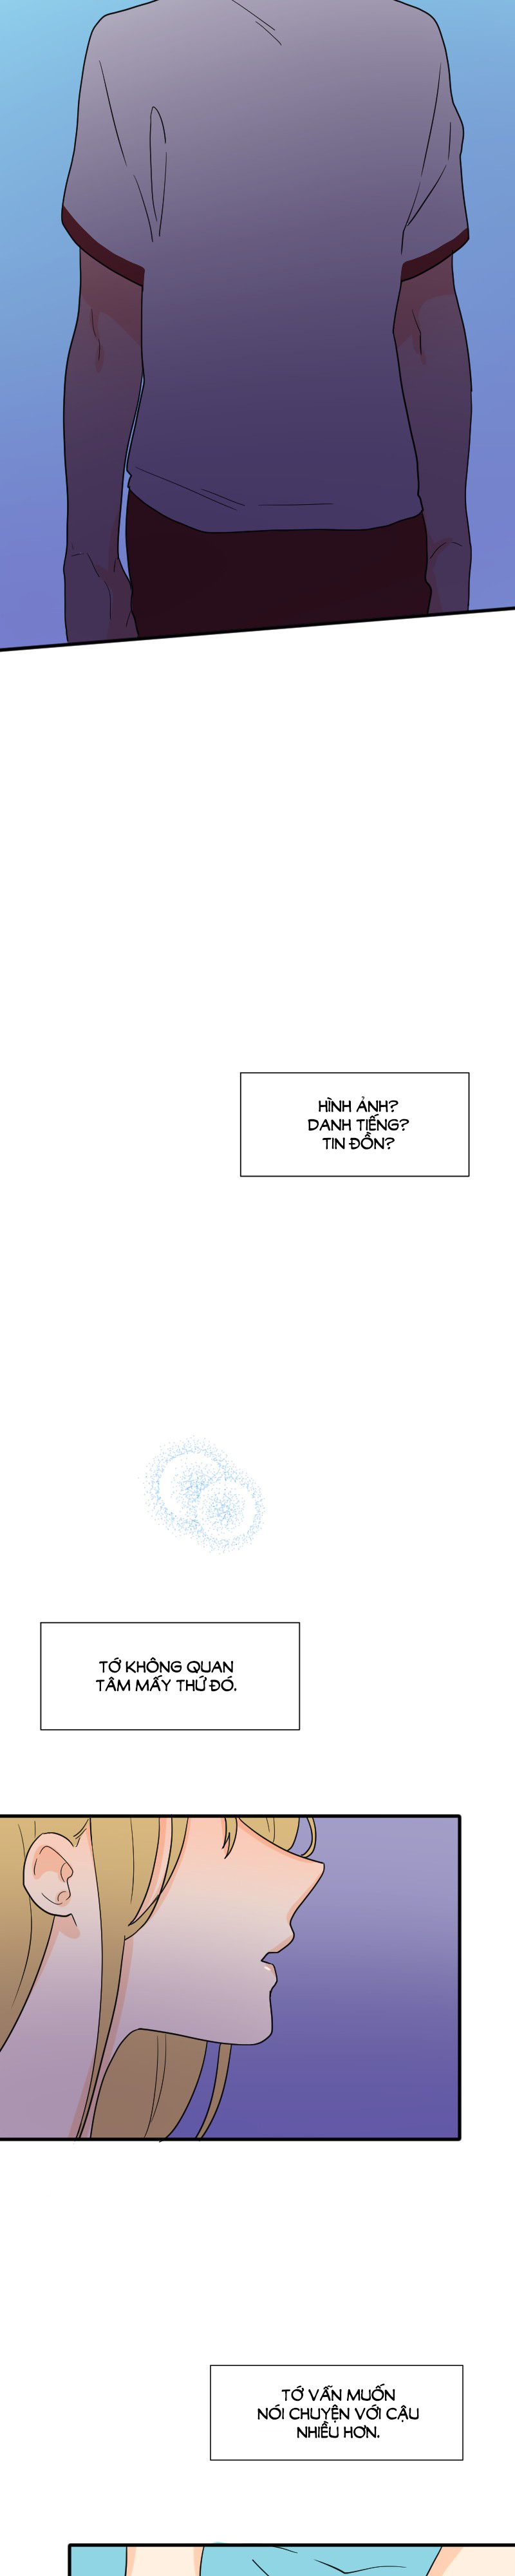 HÌNH ẢNH?
DANH TIẾNG?
TIN ĐỒN?
TỚ KHÔNG QUAN
TÂM MẤY THỨ ĐÓ.
TỚ VẪN MUỐN
NÓI CHUYỆN VỚI CẬU
NHIỀU HƠN.